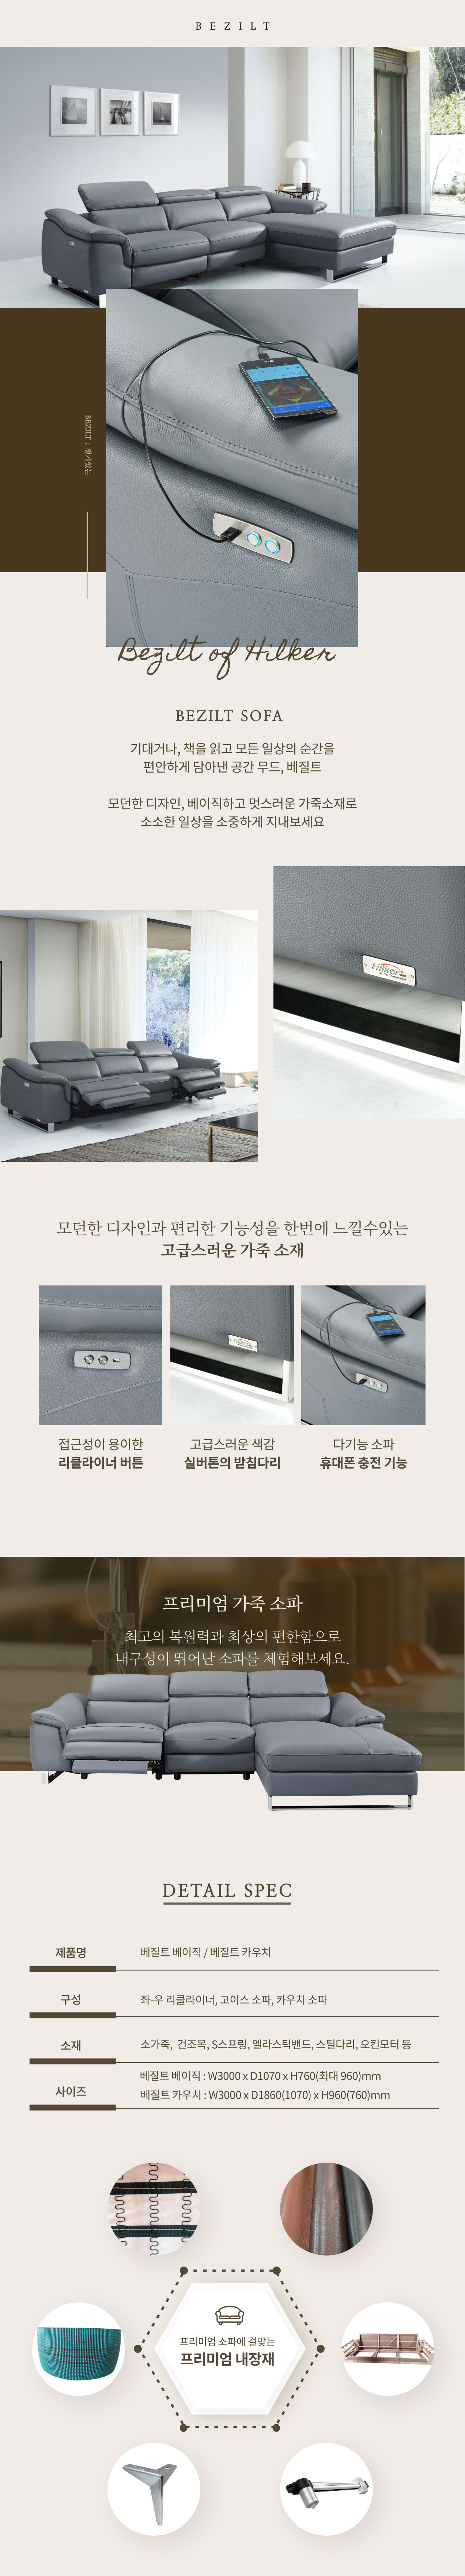 BEZILT
BEZILT ; 생기있는
Bezilt of Hilker
BEZILT SOFA
기대거나, 책을 읽고 모든 일상의 순간을
편안하게 담아낸 공간 무드, 베질트
모던한 디자인, 베이직하고 멋스러운 가죽소재로
소소한 일상을 소중하게 지내보세요
Hilker
모던한 디자인과 편리한 기능성을 한번에 느낄수있는
고급스러운 가죽 소재
Hilker
접근성이 용이한
리클라이너 버튼
고급스러운 색감
실버톤의 받침다리
다기능 소파
휴대폰 충전 기능
프리미엄 가죽 소파
최고의 복원력과 최상의 편한함으로
내구성이 뛰어난 소파를 체험해보세요.
DETAIL SPEC
제품명
베질트 베이직 / 베질트 카우치
구성
좌-우 리클라이너, 고이스 소파, 카우치 소파
소재
소가죽, 건조목, S스프링, 엘라스틱밴드, 스틸다리, 오킨모터 등
사이즈
베질트 베이직 : W3000 x D1070 x H760(최대 960)mm
베질트 카우치 : W3000 x D1860(1070) x H960(760)mm
프리미엄 소파에 걸맞는
프리미엄 내장재